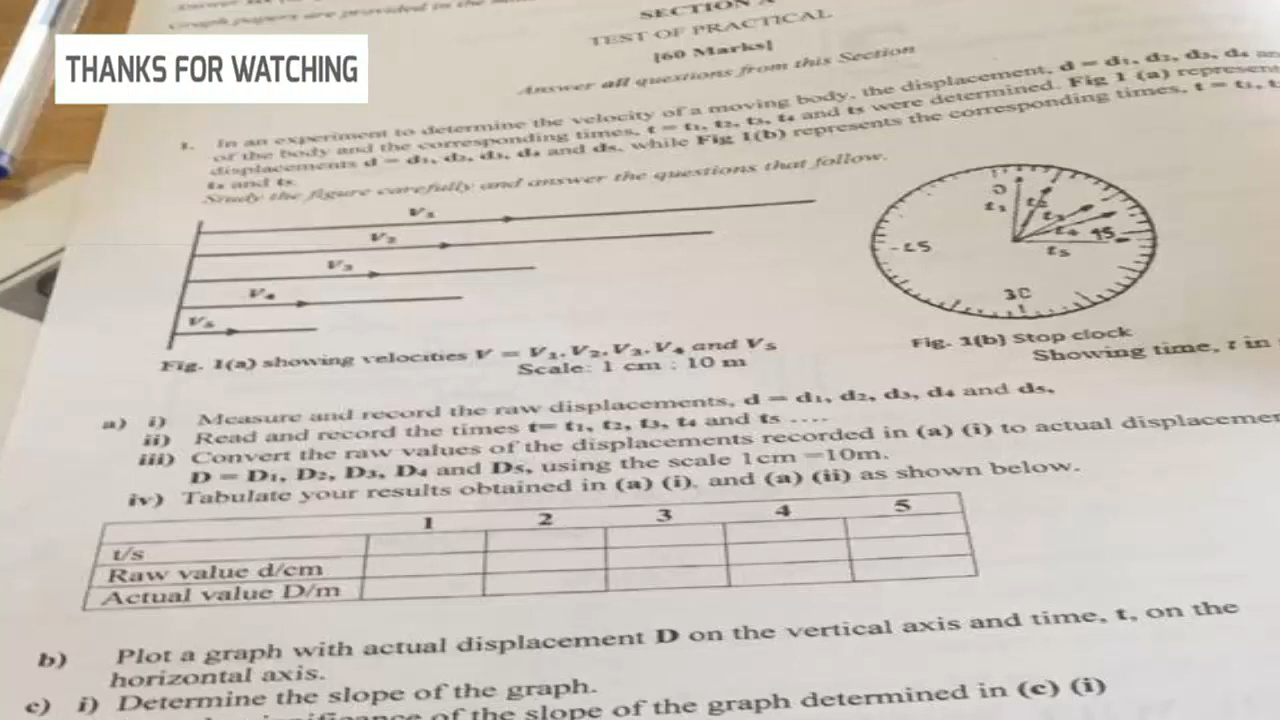 Graph papers are provided in the
SECTION A
TEST OF PRACTICAL
[60 Marks]
Answer all questions from this Section
THANKS FOR WATCHING
1. In an experiment to determine the velocity of a moving body, the displacement, d = d₁, d₂, d₃, d₄ an
of the body and the corresponding times, t = t₁, t₂, t₃, t₄ and t₅ were determined. Fig 1 (a) represent
displacements d = d₁, d₂, d₃, d₄ and d₅, while Fig 1(b) represents the corresponding times, t = t₁, t
t₄ and t₅.
Study the figure carefully and answer the questions that follow.
V₁
V₂
V₃
V₄
V₅
0
t₁
t₂
t₃
t₄
15
t₅
30
Fig. 1(a) showing velocities V = V₁, V₂, V₃, V₄ and V₅
Scale: 1 cm : 10 m
Fig. 1(b) Stop clock
Showing time, t in
a) i) Measure and record the raw displacements, d = d₁, d₂, d₃, d₄ and d₅.
ii) Read and record the times t= t₁, t₂, t₃, t₄ and t₅ ....
iii) Convert the raw values of the displacements recorded in (a) (i) to actual displacemen
D = D₁, D₂, D₃, D₄ and D₅, using the scale 1cm =10m.
iv) Tabulate your results obtained in (a) (i). and (a) (ii) as shown below.
1 2 3 4 5
t/s
Raw value d/cm
Actual value D/m
b) Plot a graph with actual displacement D on the vertical axis and time, t, on the
horizontal axis.
c) i) Determine the slope of the graph.
of the slope of the graph determined in (c) (i)